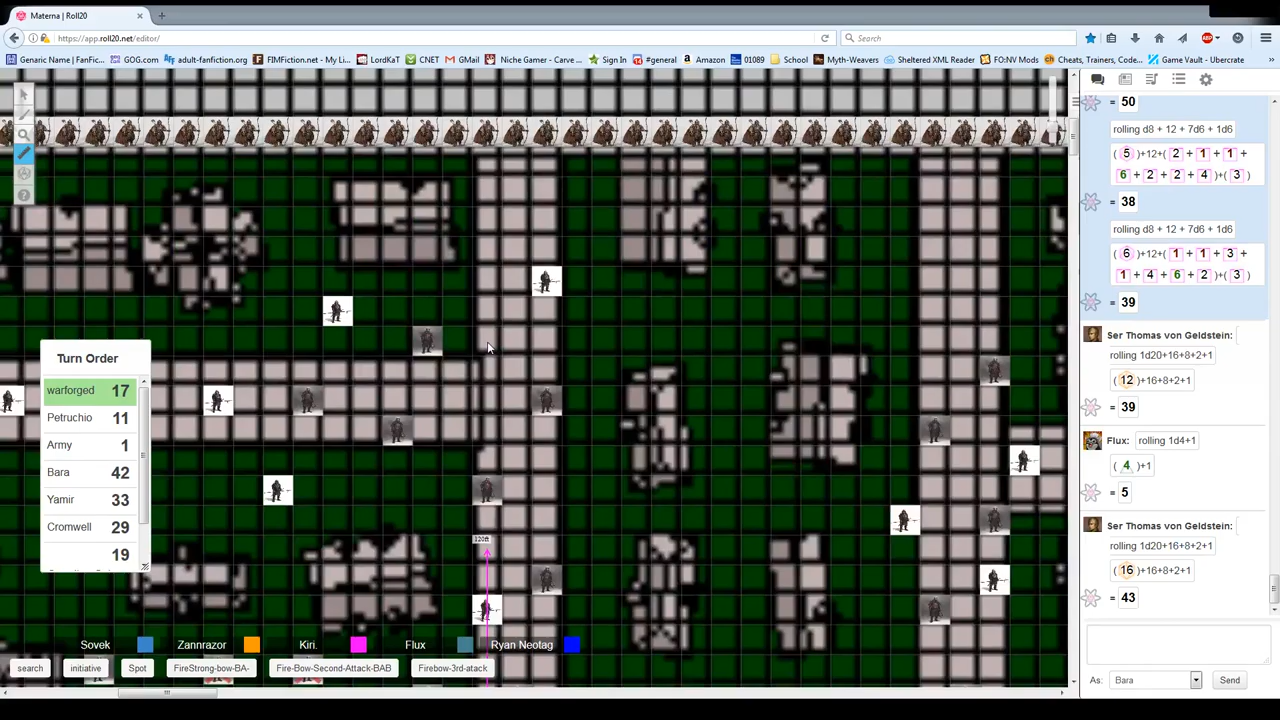 Materna | Roll20
https://app.roll20.net/editor/
Search
Genaric Name | FanFic...
GOG.com
adult-fanfiction.org
FIMFiction.net - My Li...
LordKaT
CNET
GMail
Niche Gamer - Carve ...
Sign In
#general
Amazon
01089
School
Myth-Weavers
Sheltered XML Reader
FO:NV Mods
Cheats, Trainers, Code...
Game Vault - Ubercrate
= 50
rolling d8 + 12 + 7d6 + 1d6
( 5 )+12+( 2 + 1 + 1 +
6 + 2 + 2 + 4 )+( 3 )
= 38
rolling d8 + 12 + 7d6 + 1d6
( 6 )+12+( 1 + 1 + 3 +
1 + 4 + 6 + 2 )+( 3 )
= 39
Ser Thomas von Geldstein:
rolling 1d20+16+8+2+1
( 12 )+16+8+2+1
= 39
Flux: rolling 1d4+1
( 4 )+1
= 5
Ser Thomas von Geldstein:
rolling 1d20+16+8+2+1
( 16 )+16+8+2+1
= 43
As: Bara Send
Turn Order
warforged 17
Petruchio 11
Army 1
Bara 42
Yamir 33
Cromwell 29
19
120ft
Sovek
Zannrazor
Kiri.
Flux
Ryan Neotag
search
initiative
Spot
FireStrong-bow-BA-
Fire-Bow-Second-Attack-BAB
Firebow-3rd-atack